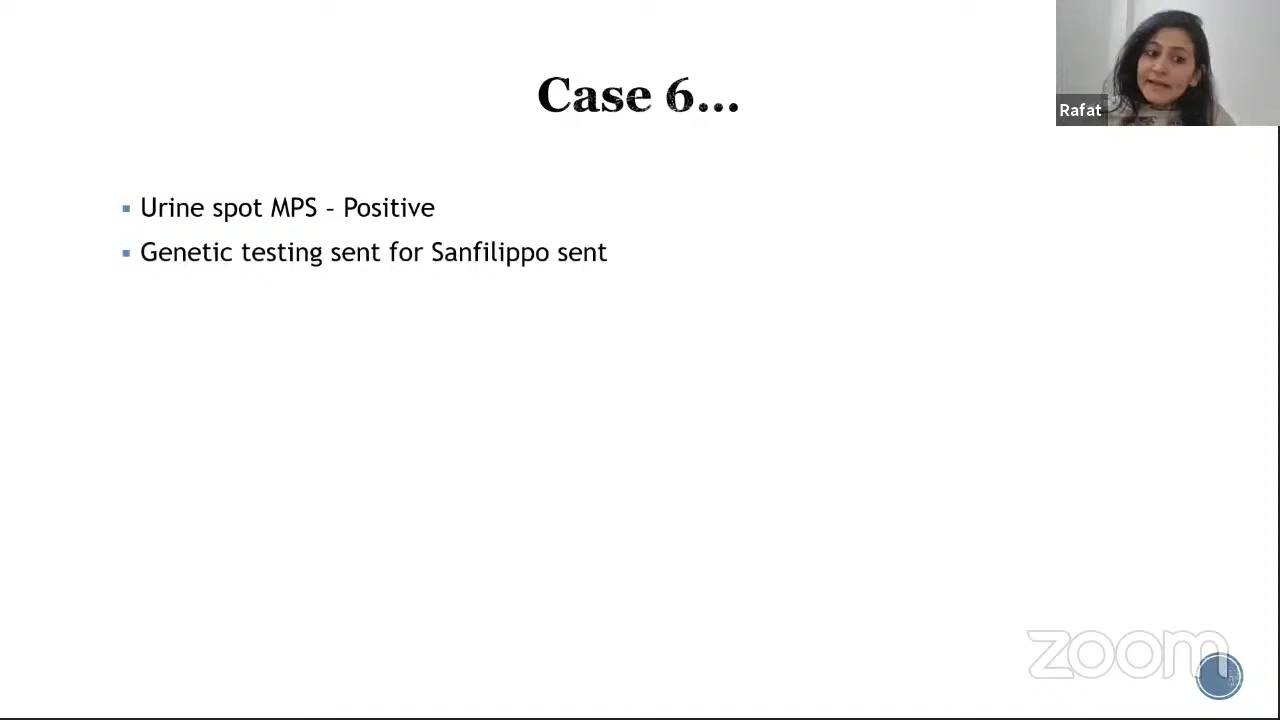 Case 6...
Rafat
Urine spot MPS – Positive
Genetic testing sent for Sanfilippo sent
zoom